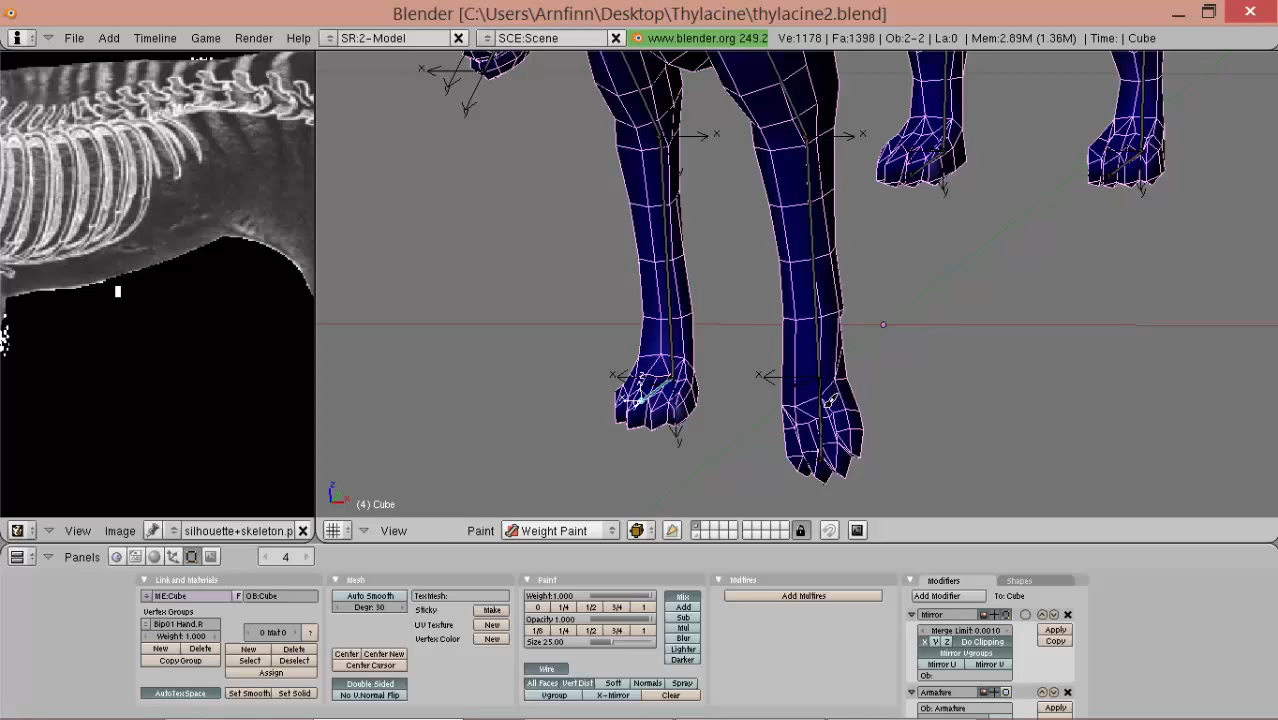 Blender [C:\Users\Arnfinn\Desktop\Thylacine\thylacine2.blend]
File Add Timeline Game Render Help SR:2-Model SCE:Scene www.blender.org 249.2 Ve:1178 | Fa:1398 | Ob:2-2 | La:0 | Mem:2.89M (1.36M) | Time: | Cube
x
y
x
x
y
y
x
z
x
y
z
x
(4) Cube
View Image silhouette+skeleton.p View Paint Weight Paint
Panels 4
Link and Materials Mesh Paint Multires Modifiers Shapes
ME:Cube F OB:Cube Auto Smooth TexMesh: Weight:1.000 Mix Add Multires Add Modifier To: Cube
Vertex Groups Degr: 30 Sticky Make 0 1/4 1/2 3/4 1 Add Mirror
Bip01 Hand.R UV Texture New Opacity 1.000 Sub Merge Limit: 0.0010 Apply
Weight: 1.000 0 Mat 0 ? Vertex Color New 1/8 1/4 1/2 3/4 1 Mul X Y Z Do Clipping Copy
New Delete New Delete Center Center New Size 25.00 Blur Mirror Vgroups
Copy Group Select Deselect Center Cursor Lighter Mirror U Mirror V
Assign Wire Darker Ob:
Double Sided All Faces Vert Dist Soft Normals Spray Armature
AutoTexSpace Set Smooth Set Solid No V.Normal Flip Vgroup X-Mirror Clear Ob: Armature Apply